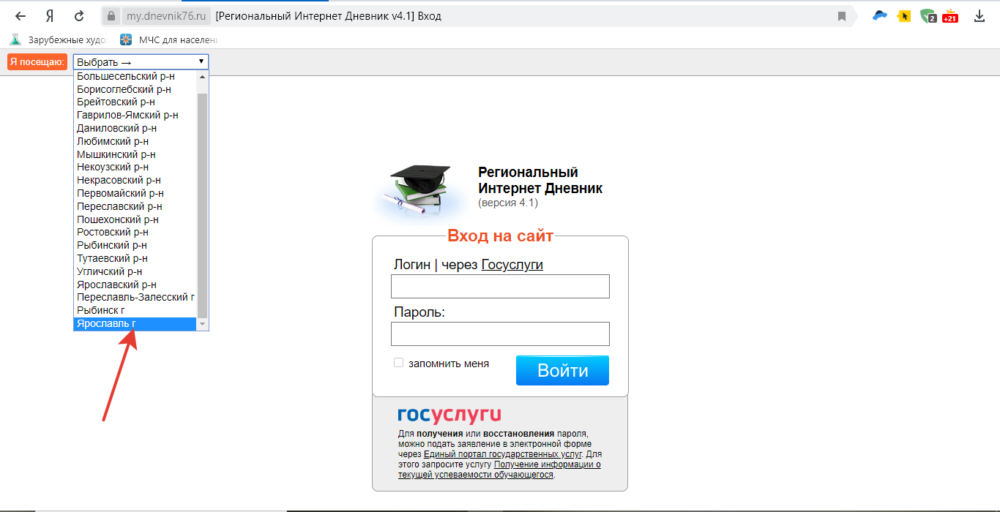 my.dnevnik76.ru [Региональный Интернет Дневник v4.1] Вход
2
+21
Зарубежные худо
МЧС для населен
Я посещаю:
Выбрать →
Большесельский р-н
Борисоглебский р-н
Брейтовский р-н
Гаврилов-Ямский р-н
Даниловский р-н
Любимский р-н
Мышкинский р-н
Некоузский р-н
Некрасовский р-н
Первомайский р-н
Переславский р-н
Пошехонский р-н
Ростовский р-н
Рыбинский р-н
Тутаевский р-н
Угличский р-н
Ярославский р-н
Переславль-Залесский г
Рыбинск г
Ярославль г
Региональный
Интернет Дневник
(версия 4.1)
Вход на сайт
Логин | через Госуслуги
Пароль:
запомнить меня
Войти
госуслуги
Для получения или восстановления пароля,
можно подать заявление в электронной форме
через Единый портал государственных услуг. Для
этого запросите услугу Получение информации о
текущей успеваемости обучающегося.